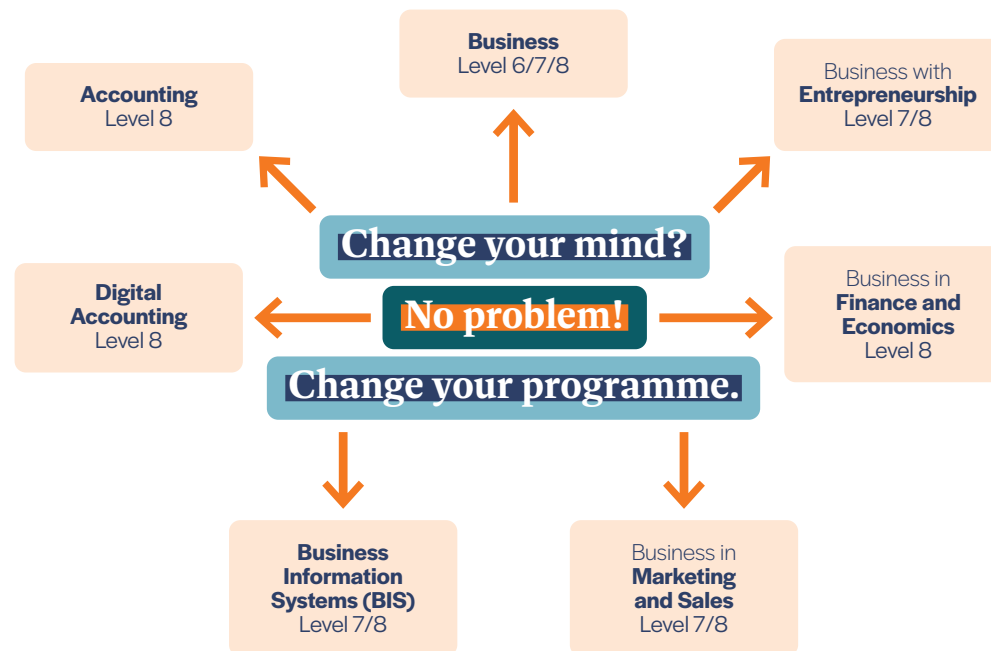 Business
Level 6/7/8
Accounting
Level 8
Business with
Entrepreneurship
Level 7/8
Change your mind?
No problem!
Change your programme.
Digital
Accounting
Level 8
Business in
Finance and
Economics
Level 8
Business
Information
Systems (BIS)
Level 7/8
Business in
Marketing
and Sales
Level 7/8